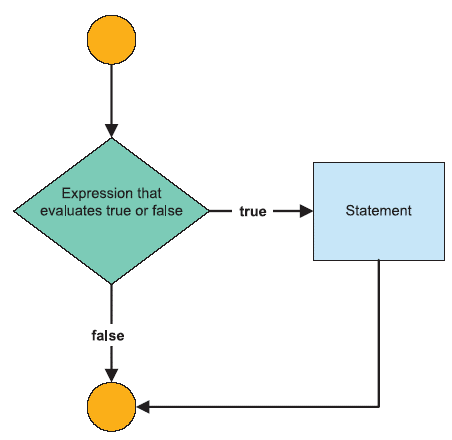 Expression that
evaluates true or false
true
Statement
false